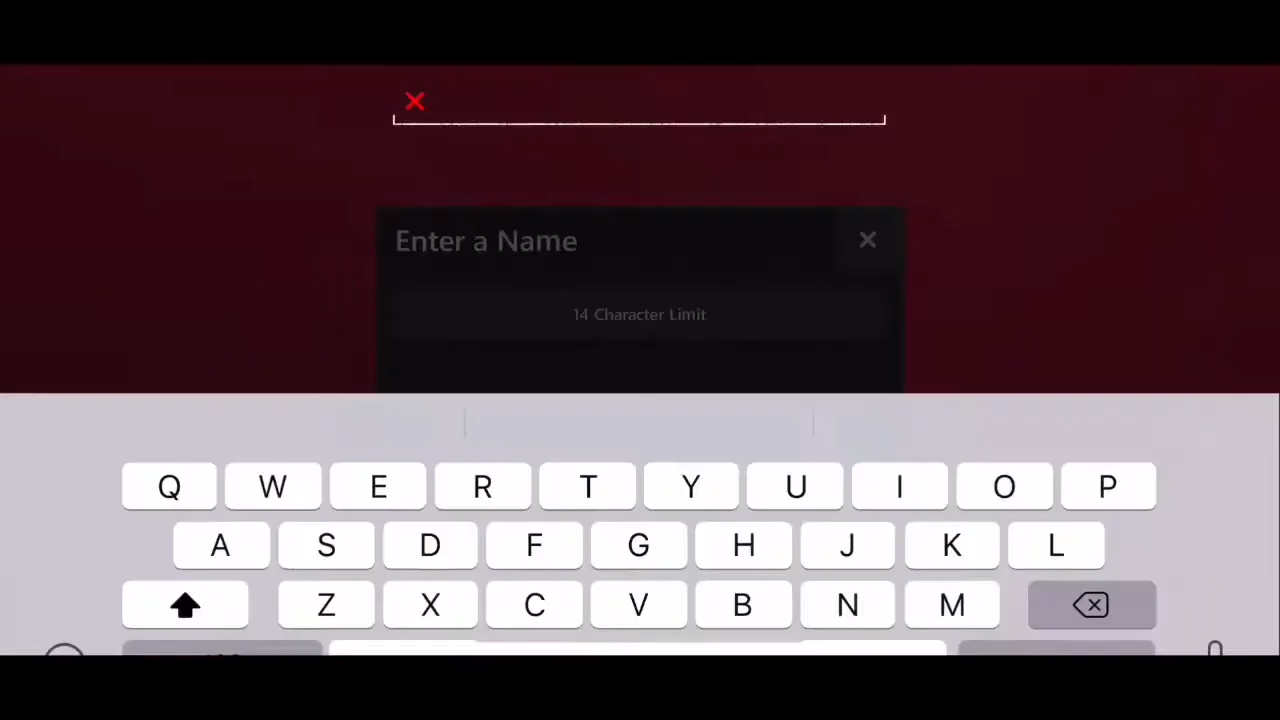 Enter a Name
14 Character Limit
Q W E R T Y U I O P
A S D F G H J K L
Z X C V B N M